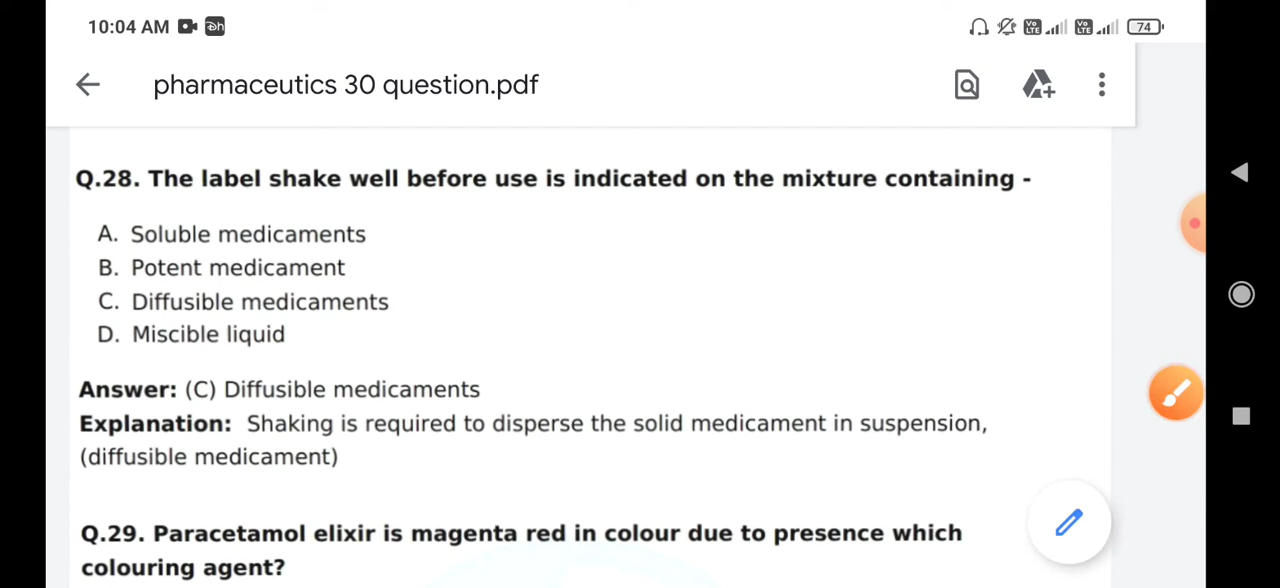 10:04 AM
74
pharmaceutics 30 question.pdf
Q.28. The label shake well before use is indicated on the mixture containing -
A. Soluble medicaments
B. Potent medicament
C. Diffusible medicaments
D. Miscible liquid
Answer: (C) Diffusible medicaments
Explanation: Shaking is required to disperse the solid medicament in suspension,
(diffusible medicament)
Q.29. Paracetamol elixir is magenta red in colour due to presence which
colouring agent?